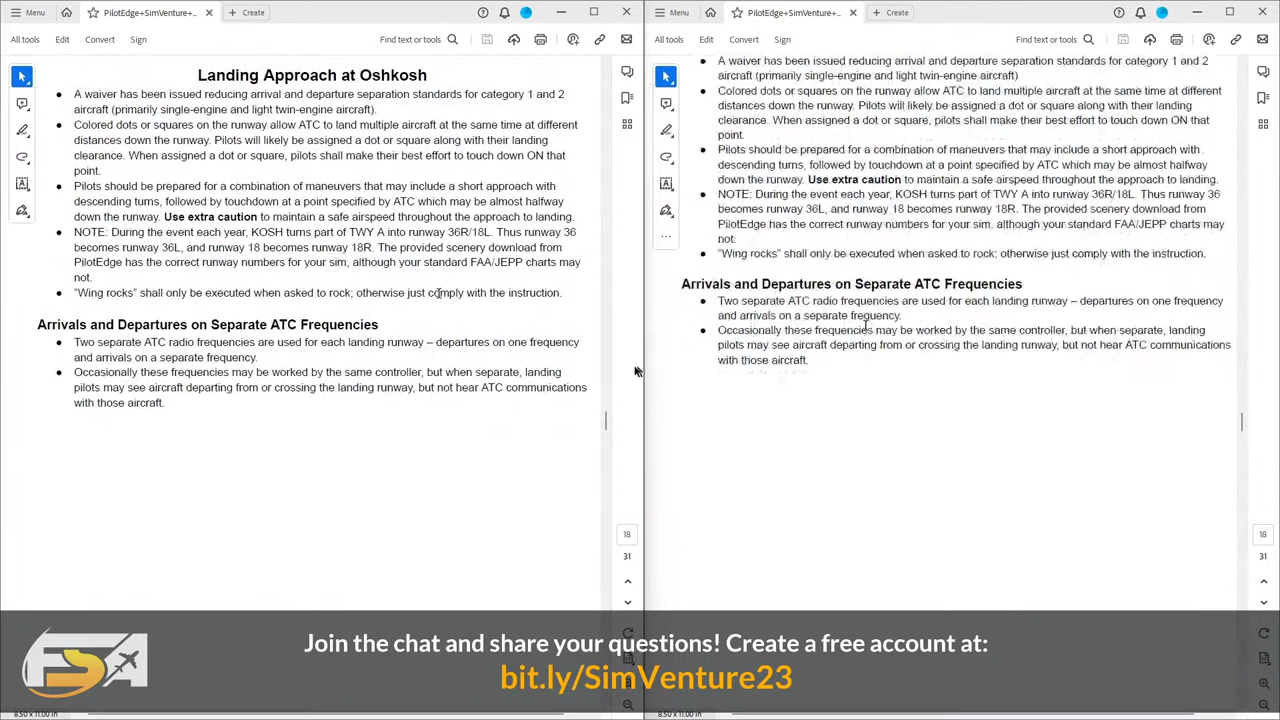 Menu
PilotEdge+SimVenture+...
Create
All tools
Edit
Convert
Sign
Find text or tools
Landing Approach at Oshkosh
● A waiver has been issued reducing arrival and departure separation standards for category 1 and 2
aircraft (primarily single-engine and light twin-engine aircraft).
● Colored dots or squares on the runway allow ATC to land multiple aircraft at the same time at different
distances down the runway. Pilots will likely be assigned a dot or square along with their landing
clearance. When assigned a dot or square, pilots shall make their best effort to touch down ON that
point.
● Pilots should be prepared for a combination of maneuvers that may include a short approach with
descending turns, followed by touchdown at a point specified by ATC which may be almost halfway
down the runway. Use extra caution to maintain a safe airspeed throughout the approach to landing.
● NOTE: During the event each year, KOSH turns part of TWY A into runway 36R/18L. Thus runway 36
becomes runway 36L, and runway 18 becomes runway 18R. The provided scenery download from
PilotEdge has the correct runway numbers for your sim, although your standard FAA/JEPP charts may
not.
● “Wing rocks” shall only be executed when asked to rock; otherwise just comply with the instruction.
Arrivals and Departures on Separate ATC Frequencies
● Two separate ATC radio frequencies are used for each landing runway – departures on one frequency
and arrivals on a separate frequency.
● Occasionally these frequencies may be worked by the same controller, but when separate, landing
pilots may see aircraft departing from or crossing the landing runway, but not hear ATC communications
with those aircraft.
18
31
8.50 x 11.00 in
Menu
PilotEdge+SimVenture+...
Create
All tools
Edit
Convert
Sign
Find text or tools
● A waiver has been issued reducing arrival and departure separation standards for category 1 and 2
aircraft (primarily single-engine and light twin-engine aircraft)
● Colored dots or squares on the runway allow ATC to land multiple aircraft at the same time at different
distances down the runway. Pilots will likely be assigned a dot or square along with their landing
clearance. When assigned a dot or square, pilots shall make their best effort to touch down ON that
point.
● Pilots should be prepared for a combination of maneuvers that may include a short approach with
descending turns, followed by touchdown at a point specified by ATC which may be almost halfway
down the runway. Use extra caution to maintain a safe airspeed throughout the approach to landing.
● NOTE: During the event each year, KOSH turns part of TWY A into runway 36R/18L. Thus runway 36
becomes runway 36L, and runway 18 becomes runway 18R. The provided scenery download from
PilotEdge has the correct runway numbers for your sim, although your standard FAA/JEPP charts may
not.
● “Wing rocks” shall only be executed when asked to rock; otherwise just comply with the instruction.
Arrivals and Departures on Separate ATC Frequencies
● Two separate ATC radio frequencies are used for each landing runway – departures on one frequency
and arrivals on a separate frequency.
● Occasionally these frequencies may be worked by the same controller, but when separate, landing
pilots may see aircraft departing from or crossing the landing runway, but not hear ATC communications
with those aircraft.
18
31
8.50 x 11.00 in
FSA
Join the chat and share your questions! Create a free account at:
bit.ly/SimVenture23